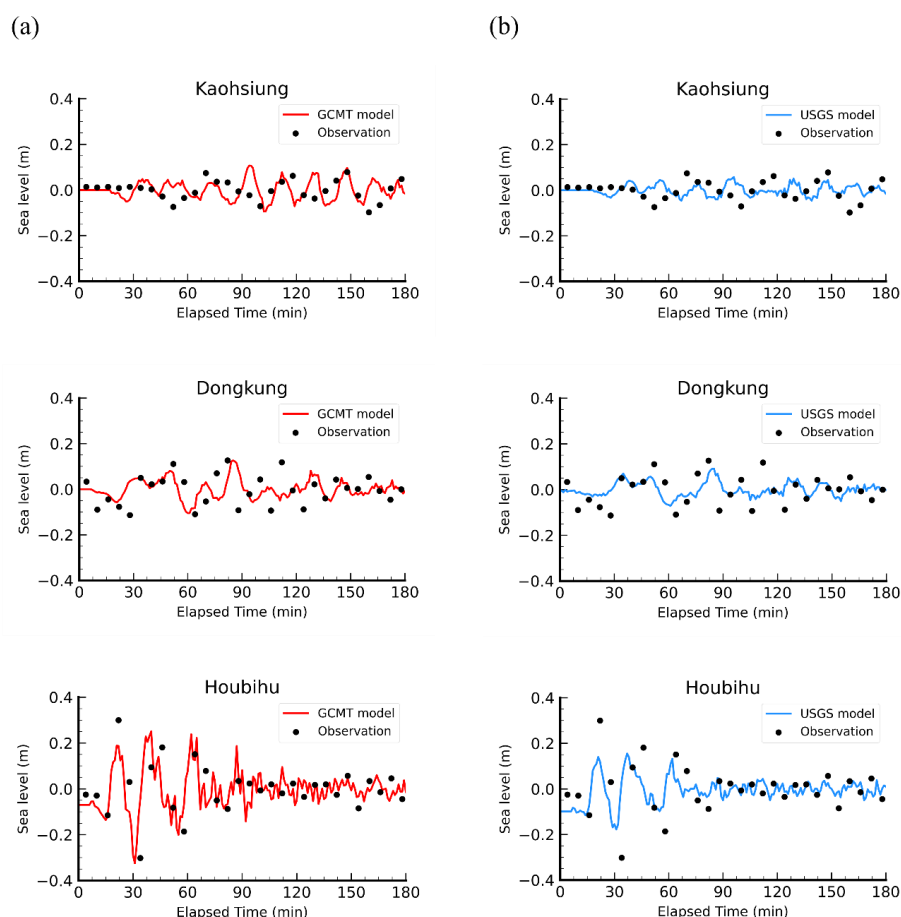 (a)
(b)
Kaohsiung
GCMT model
Observation
Sea level (m)
0.4
0.2
0.0
−0.2
−0.4
0 30 60 90 120 150 180
Elapsed Time (min)
Kaohsiung
USGS model
Observation
Sea level (m)
0.4
0.2
0.0
−0.2
−0.4
0 30 60 90 120 150 180
Elapsed Time (min)
Dongkung
GCMT model
Observation
Sea level (m)
0.4
0.2
0.0
−0.2
−0.4
0 30 60 90 120 150 180
Elapsed Time (min)
Dongkung
USGS model
Observation
Sea level (m)
0.4
0.2
0.0
−0.2
−0.4
0 30 60 90 120 150 180
Elapsed Time (min)
Houbihu
GCMT model
Observation
Sea level (m)
0.4
0.2
0.0
−0.2
−0.4
0 30 60 90 120 150 180
Elapsed Time (min)
Houbihu
USGS model
Observation
Sea level (m)
0.4
0.2
0.0
−0.2
−0.4
0 30 60 90 120 150 180
Elapsed Time (min)